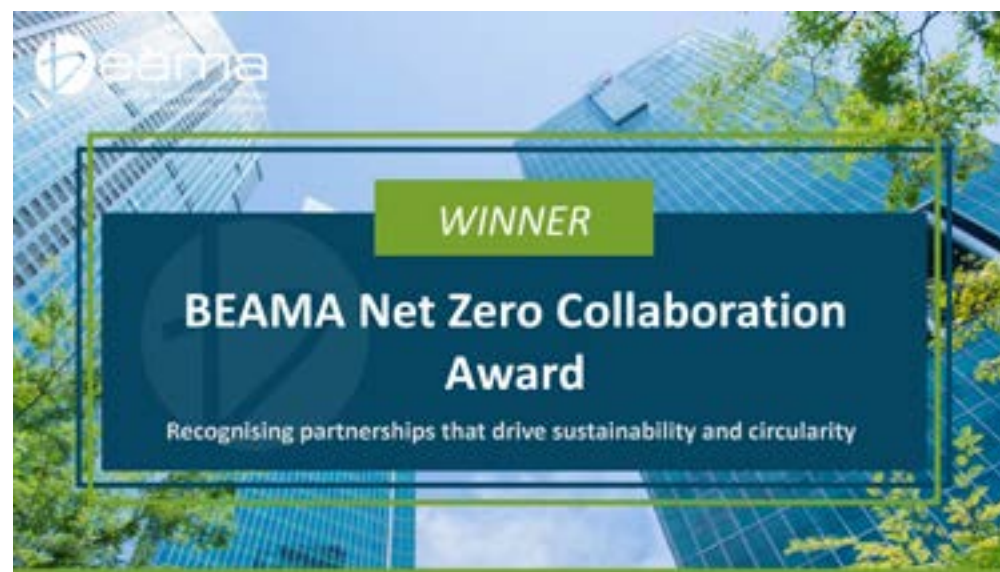 beama
WINNER
BEAMA Net Zero Collaboration
Award
Recognising partnerships that drive sustainability and circularity